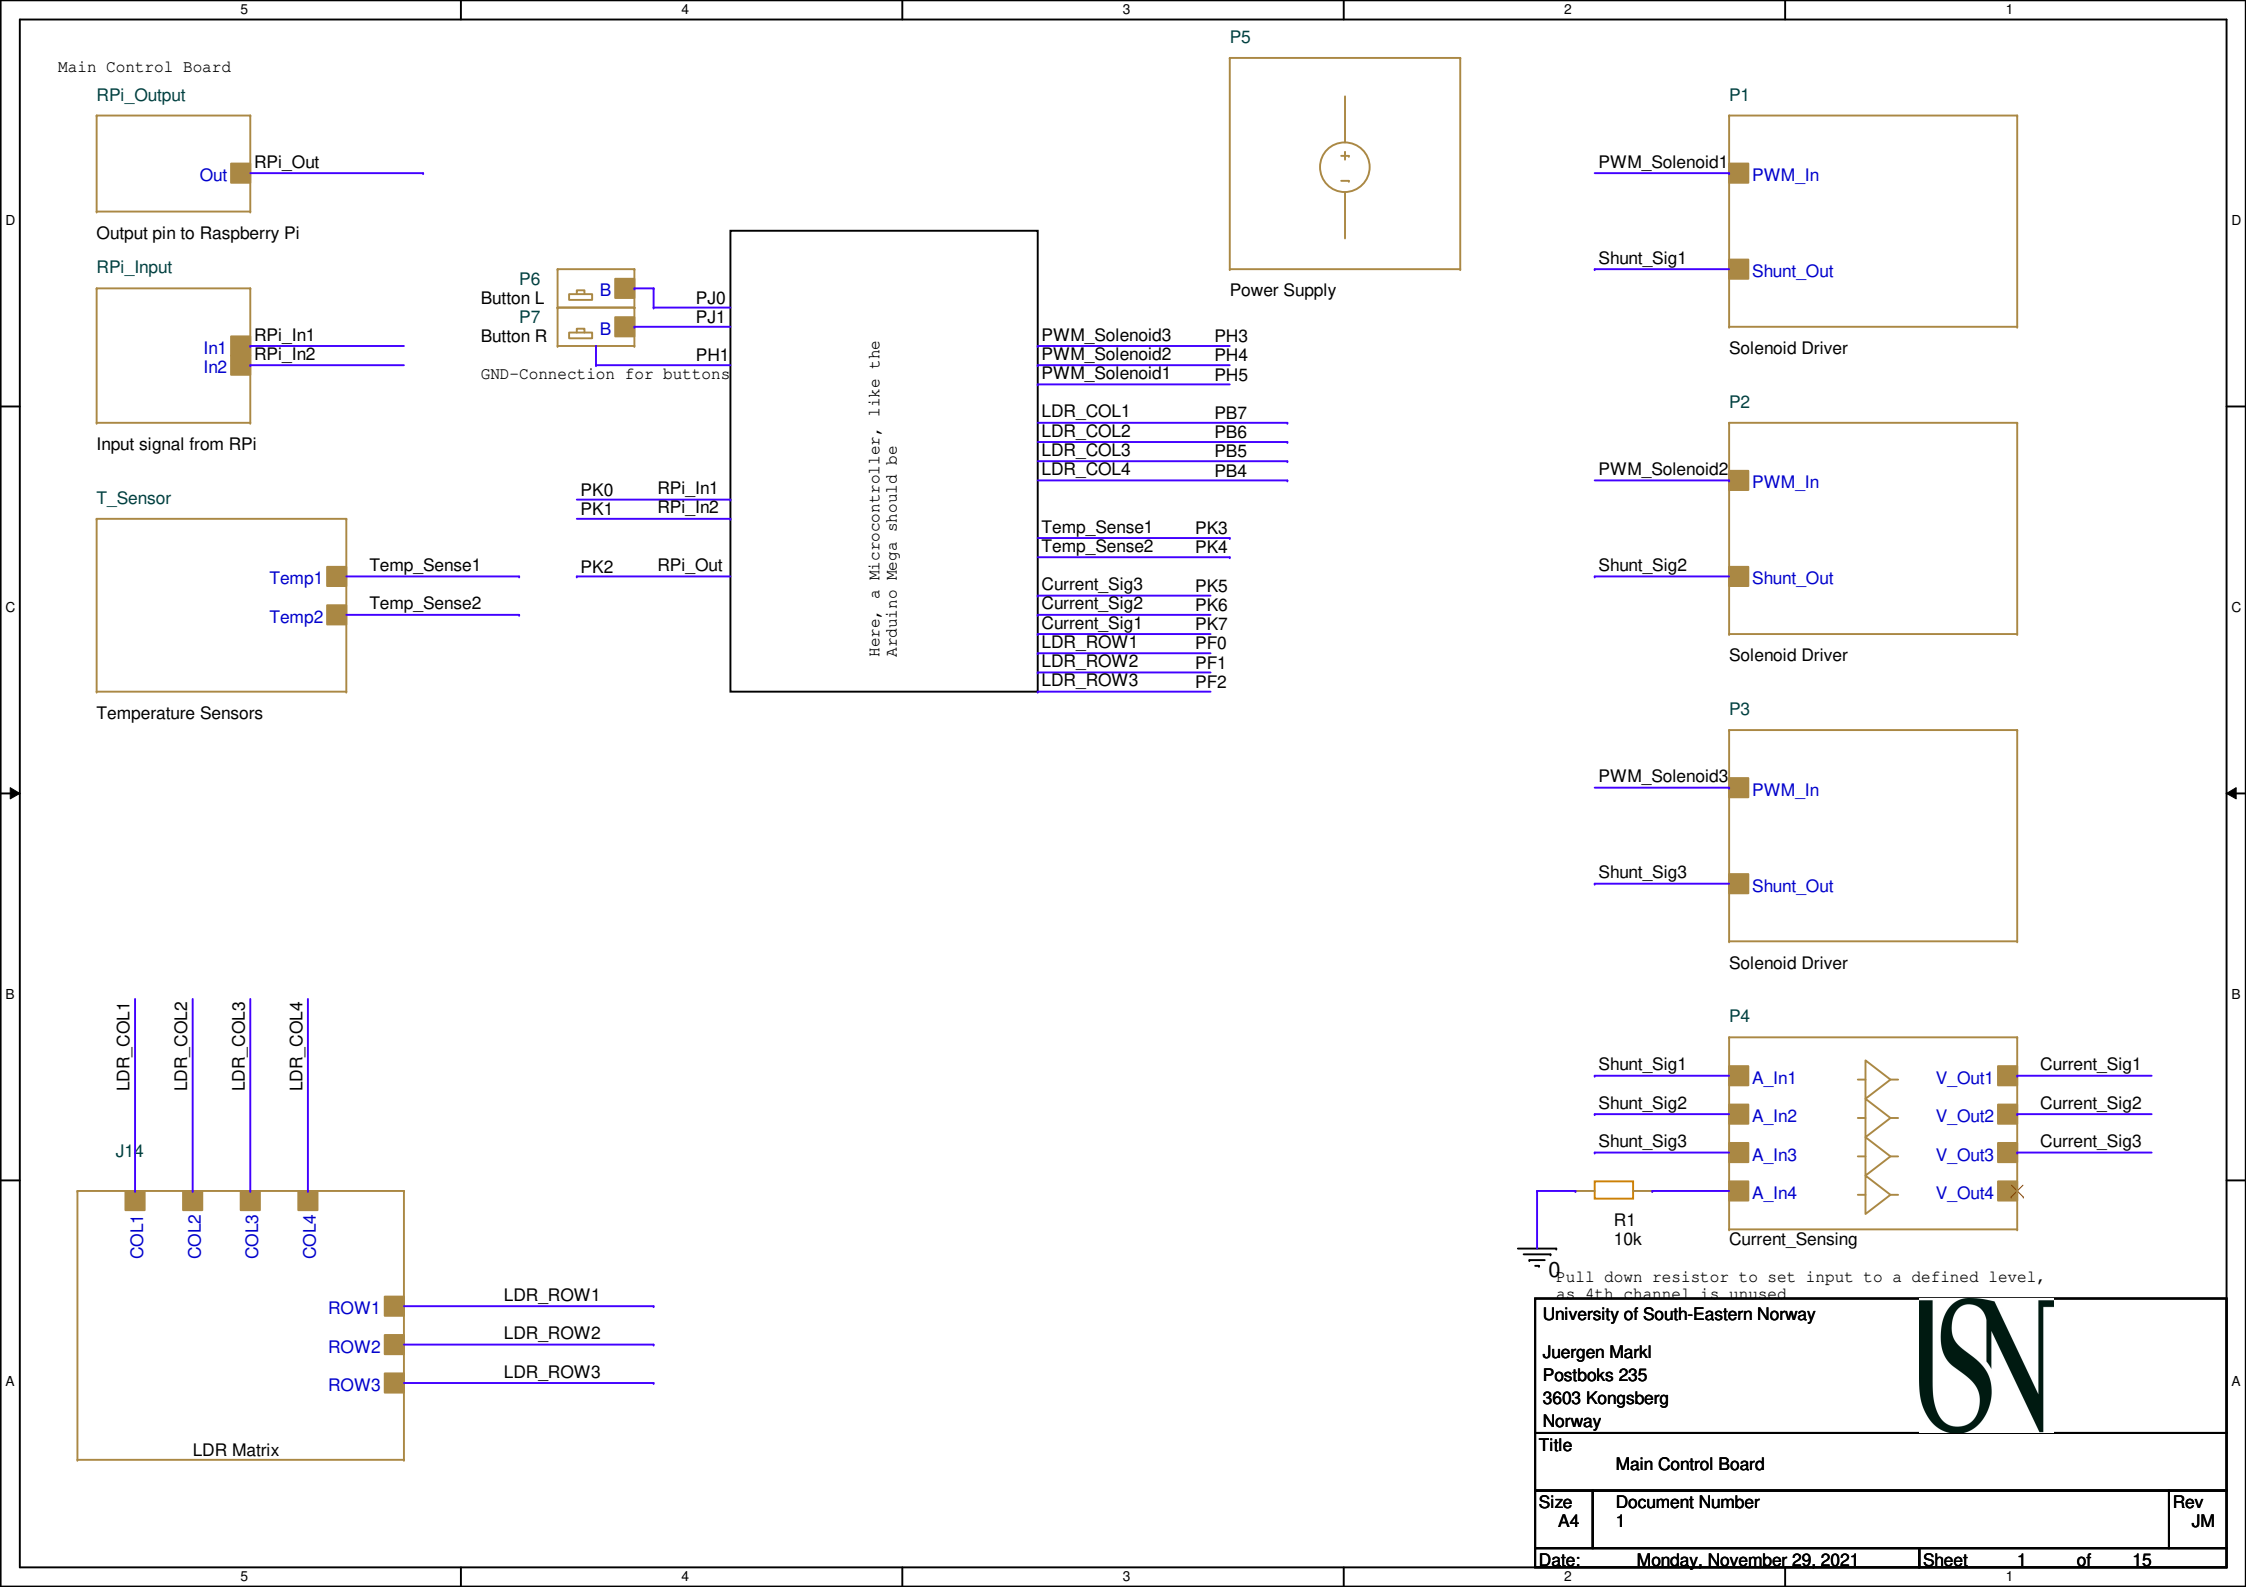 5 4 3 2 1
Main Control Board
RPi_Output
Out
RPi_Out
Output pin to Raspberry Pi
RPi_Input
In1
RPi_In1
In2
RPi_In2
Input signal from RPi
T_Sensor
Temp1
Temp_Sense1
Temp2
Temp_Sense2
Temperature Sensors
P6
Button L
B
PJ0
P7
Button R
B
PJ1
PH1
GND-Connection for buttons
PK0 RPi_In1
PK1 RPi_In2
PK2 RPi_Out
Here, a Microcontroller, like the
Arduino Mega should be
PWM_Solenoid3 PH3
PWM_Solenoid2 PH4
PWM_Solenoid1 PH5
LDR_COL1 PB7
LDR_COL2 PB6
LDR_COL3 PB5
LDR_COL4 PB4
Temp_Sense1 PK3
Temp_Sense2 PK4
Current_Sig3 PK5
Current_Sig2 PK6
Current_Sig1 PK7
LDR_ROW1 PF0
LDR_ROW2 PF1
LDR_ROW3 PF2
P5
+
-
Power Supply
P1
PWM_Solenoid1 PWM_In
Shunt_Sig1 Shunt_Out
Solenoid Driver
P2
PWM_Solenoid2 PWM_In
Shunt_Sig2 Shunt_Out
Solenoid Driver
P3
PWM_Solenoid3 PWM_In
Shunt_Sig3 Shunt_Out
Solenoid Driver
P4
Shunt_Sig1 A_In1 V_Out1 Current_Sig1
Shunt_Sig2 A_In2 V_Out2 Current_Sig2
Shunt_Sig3 A_In3 V_Out3 Current_Sig3
A_In4 V_Out4
R1
10k
Current_Sensing
0
Pull down resistor to set input to a defined level,
as 4th channel is unused
LDR_COL1
LDR_COL2
LDR_COL3
LDR_COL4
J14
COL1
COL2
COL3
COL4
ROW1 LDR_ROW1
ROW2 LDR_ROW2
ROW3 LDR_ROW3
LDR Matrix
University of South-Eastern Norway
USN
Juergen Markl
Postboks 235
3603 Kongsberg
Norway
Title
Main Control Board
Size
A4
Document Number
1
Rev
JM
Date: Monday, November 29, 2021 Sheet 1 of 15
D
C
B
A
D
C
B
A
5 4 3 2 1